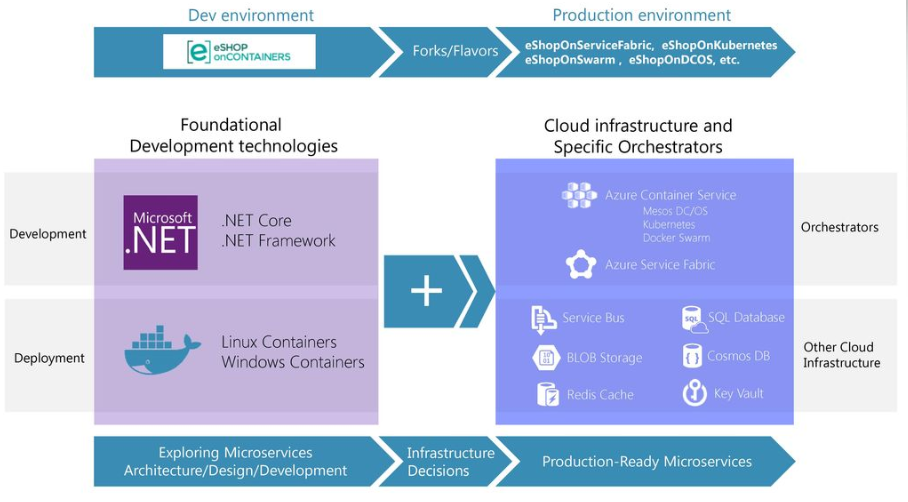 Dev environment
Production environment
eSHOP
onCONTAINERS
Forks/Flavors
eShopOnServiceFabric, eShopOnKubernetes
eShopOnSwarm , eShopOnDCOS, etc.
Foundational
Development technologies
Cloud infrastructure and
Specific Orchestrators
Development
Microsoft
.NET
.NET Core
.NET Framework
Azure Container Service
Mesos DC/OS
Kubernetes
Docker Swarm
Azure Service Fabric
Orchestrators
Deployment
Linux Containers
Windows Containers
Service Bus
SQL
SQL Database
BLOB Storage
Cosmos DB
Redis Cache
Key Vault
Other Cloud
Infrastructure
Exploring Microservices
Architecture/Design/Development
Infrastructure
Decisions
Production-Ready Microservices